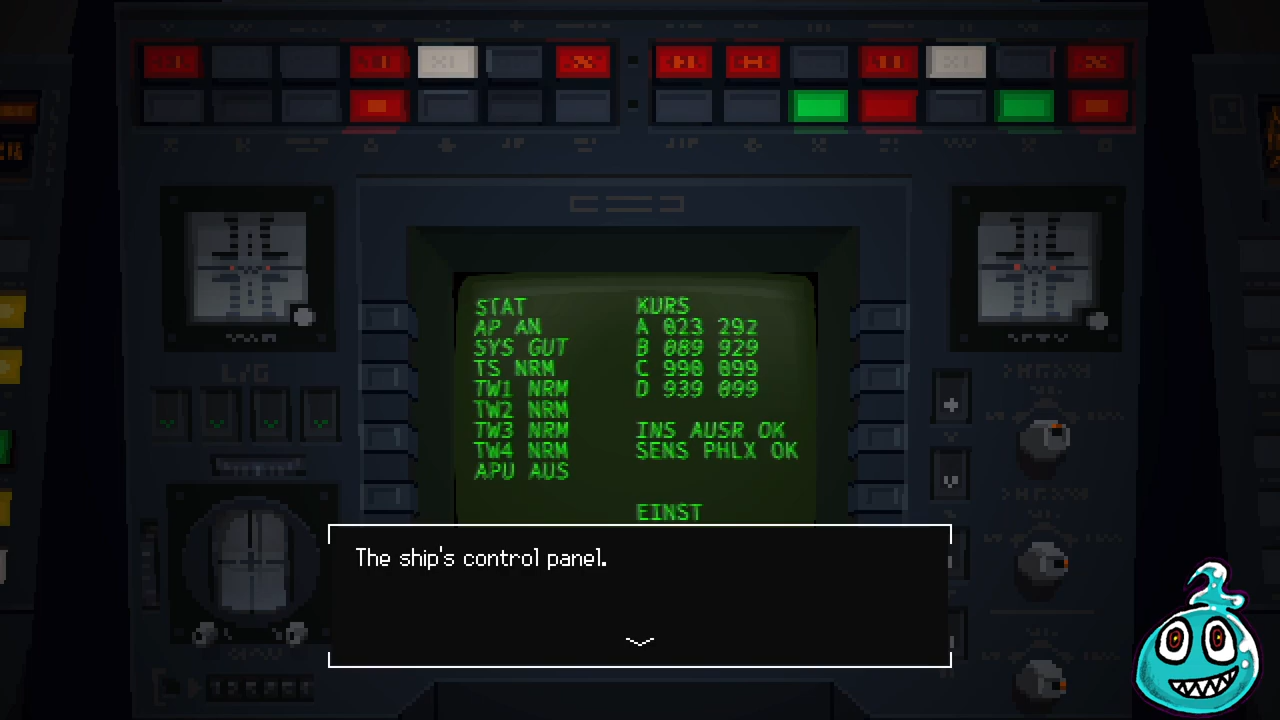 L/G
STAT
AP AN
SYS GUT
TS NRM
TW1 NRM
TW2 NRM
TW3 NRM
TW4 NRM
APU AUS
KURS
A 023 292
B 089 929
C 990 099
D 939 099
INS AUSR OK
SENS PHLX OK
EINST
The ship's control panel.